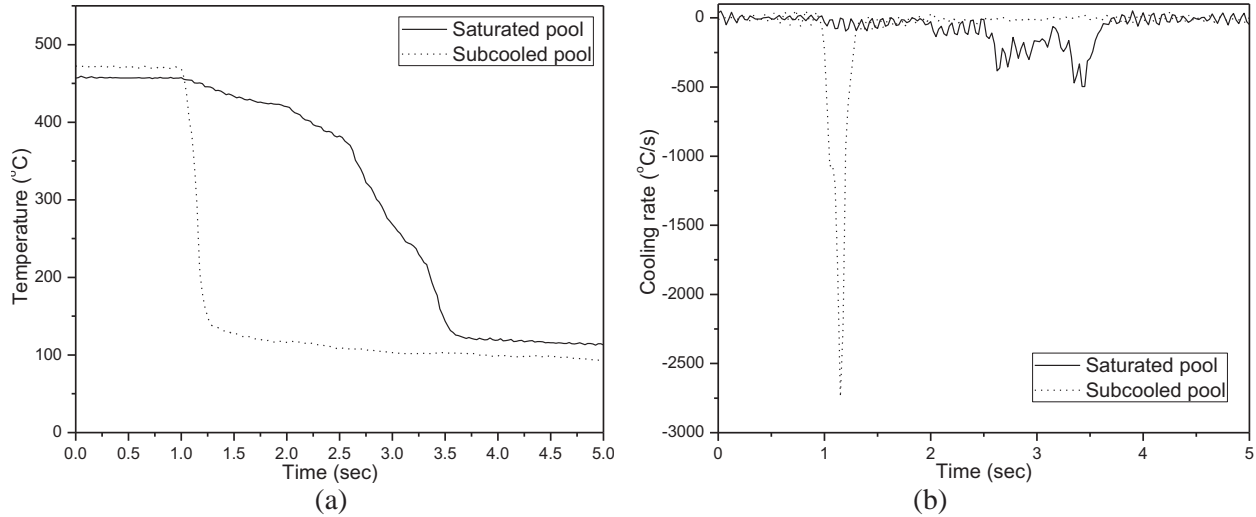 Saturated pool
Subcooled pool
500
400
300
200
100
0
Temperature (°C)
0.0 0.5 1.0 1.5 2.0 2.5 3.0 3.5 4.0 4.5 5.0
Time (sec)
(a)
0
-500
-1000
-1500
-2000
-2500
-3000
Cooling rate (°C/s)
Saturated pool
Subcooled pool
0 1 2 3 4 5
Time (sec)
(b)